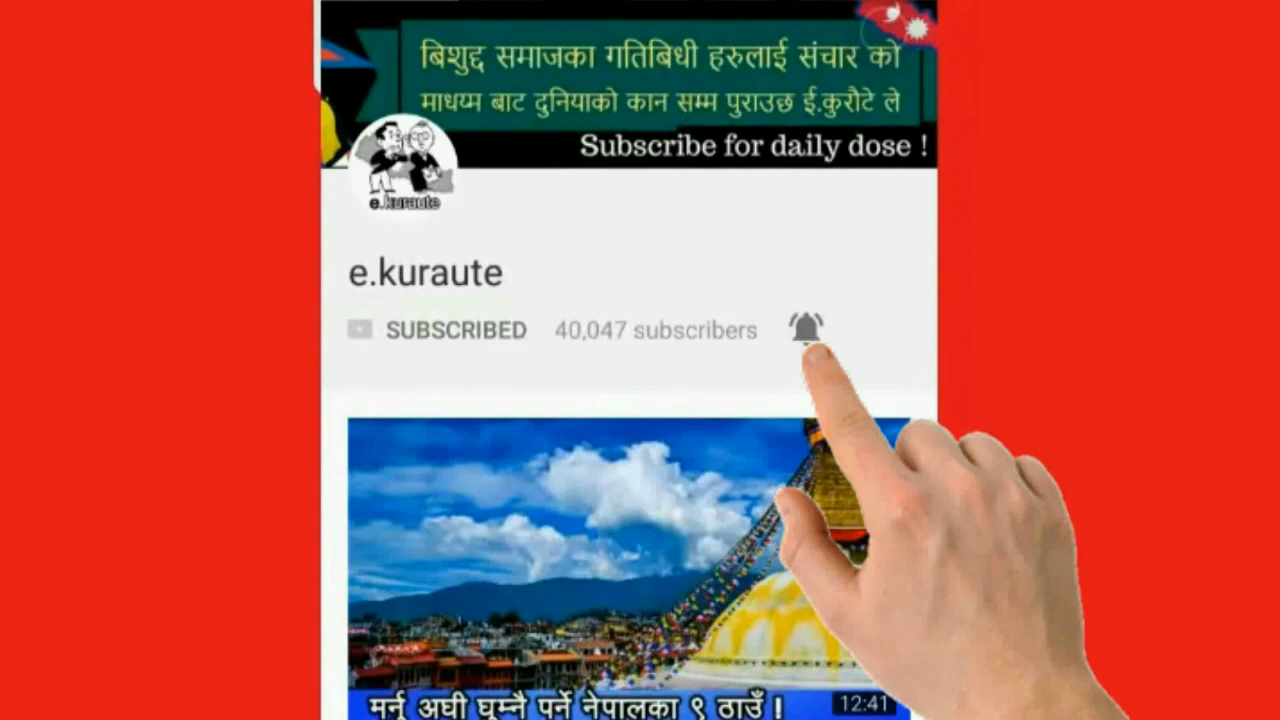 बिशुद्द समाजका गतिबिधी हरुलाई संचार को
माधय्म बाट दुनियाको कान सम्म पुराउछ ई.कुरौटे ले
Subscribe for daily dose !
e.kuraute
e.kuraute
SUBSCRIBED 40,047 subscribers
मर्नु अघी घूम्नै पर्ने नेपालका ९ ठाउँ !
12:41